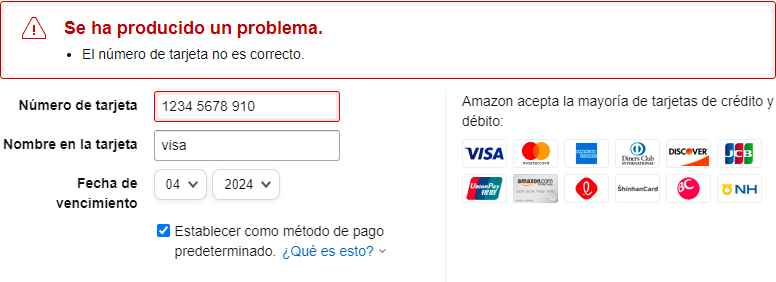 Se ha producido un problema.
El número de tarjeta no es correcto.
Número de tarjeta
1234 5678 910
Nombre en la tarjeta
visa
Fecha de
vencimiento
04
2024
Establecer como método de pago
predeterminado. ¿Qué es esto?
Amazon acepta la mayoría de tarjetas de crédito y
débito:
VISA
mastercard
AMERICAN EXPRESS
Diners Club INTERNATIONAL
DISCOVER
JCB
UnionPay 银联
amazon.com
ShinhanCard
BC
NH